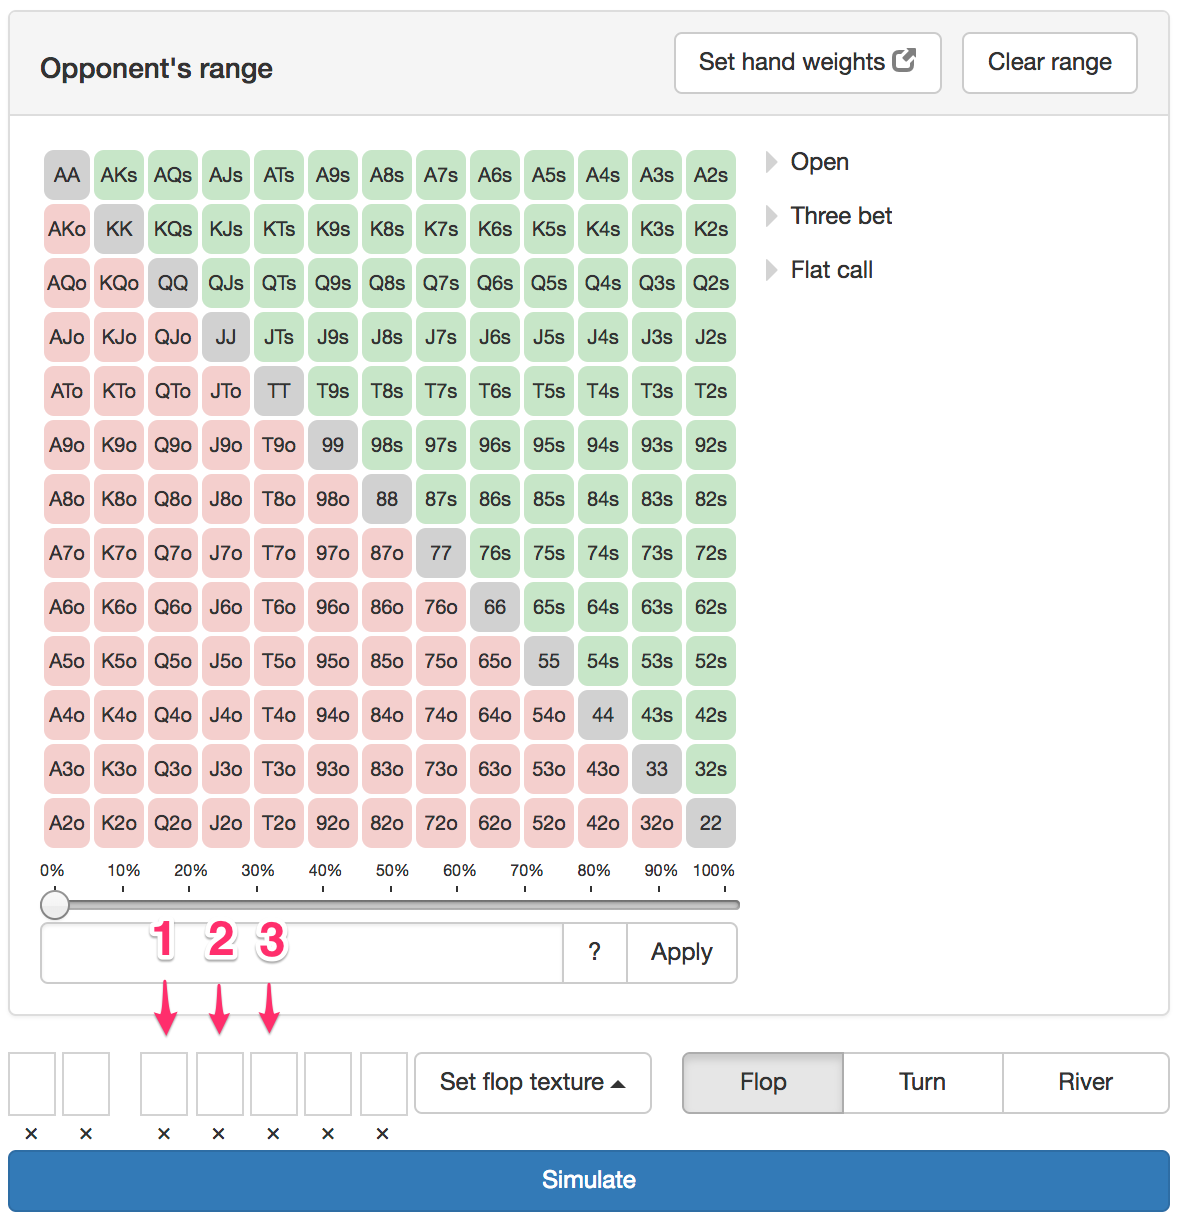 Opponent's range
Set hand weights
Clear range
AA AKs AQs AJs ATs A9s A8s A7s A6s A5s A4s A3s A2s
AKo KK KQs KJs KTs K9s K8s K7s K6s K5s K4s K3s K2s
AQo KQo QQ QJs QTs Q9s Q8s Q7s Q6s Q5s Q4s Q3s Q2s
AJo KJo QJo JJ JTs J9s J8s J7s J6s J5s J4s J3s J2s
ATo KTo QTo JTo TT T9s T8s T7s T6s T5s T4s T3s T2s
A9o K9o Q9o J9o T9o 99 98s 97s 96s 95s 94s 93s 92s
A8o K8o Q8o J8o T8o 98o 88 87s 86s 85s 84s 83s 82s
A7o K7o Q7o J7o T7o 97o 87o 77 76s 75s 74s 73s 72s
A6o K6o Q6o J6o T6o 96o 86o 76o 66 65s 64s 63s 62s
A5o K5o Q5o J5o T5o 95o 85o 75o 65o 55 54s 53s 52s
A4o K4o Q4o J4o T4o 94o 84o 74o 64o 54o 44 43s 42s
A3o K3o Q3o J3o T3o 93o 83o 73o 63o 53o 43o 33 32s
A2o K2o Q2o J2o T2o 92o 82o 72o 62o 52o 42o 32o 22
Open
Three bet
Flat call
0% 10% 20% 30% 40% 50% 60% 70% 80% 90% 100%
1 2 3
? Apply
Set flop texture
Flop Turn River
× × × × × × ×
Simulate